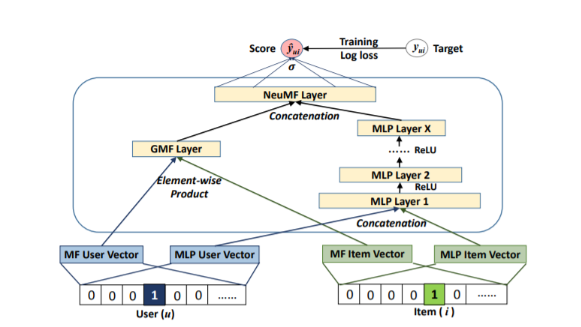 Score ŷui Training yui Target
Log loss
σ
NeuMF Layer
Concatenation
MLP Layer X
GMF Layer
...... ReLU
Element-wise
Product
MLP Layer 2
ReLU
MLP Layer 1
Concatenation
MF User Vector MLP User Vector MF Item Vector MLP Item Vector
0 0 0 1 0 0 ...... 0 0 0 0 1 0 ......
User (u) Item ( i )